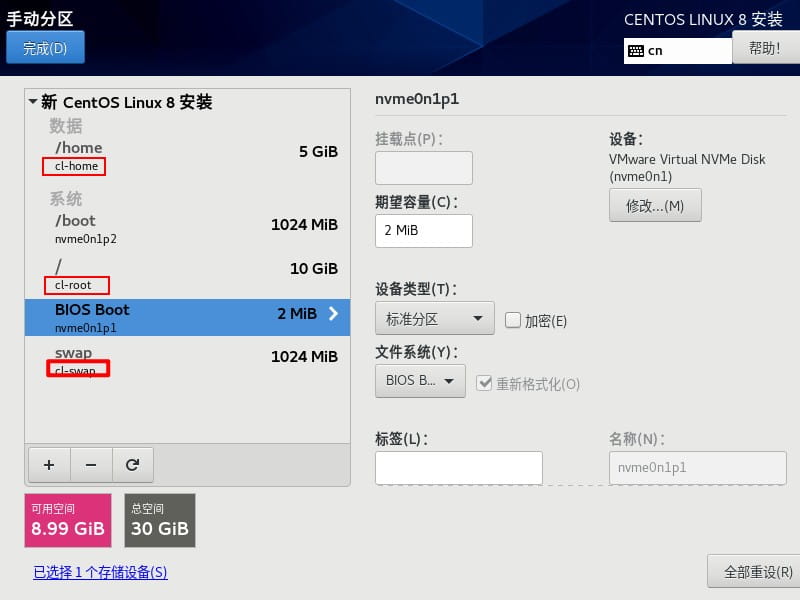 手动分区
CENTOS LINUX 8 安装
完成(D)
cn
帮助！
新 CentOS Linux 8 安装
数据
/home
5 GiB
cl-home
系统
/boot
1024 MiB
nvme0n1p2
/
10 GiB
cl-root
BIOS Boot
2 MiB
nvme0n1p1
swap
1024 MiB
cl-swap
+ −
可用空间
8.99 GiB
总空间
30 GiB
已选择 1 个存储设备(S)
nvme0n1p1
挂载点(P)：
设备：
VMware Virtual NVMe Disk
(nvme0n1)
修改...(M)
期望容量(C)：
2 MiB
设备类型(T)：
标准分区
加密(E)
文件系统(Y)：
BIOS B...
重新格式化(O)
标签(L)：
名称(N)：
nvme0n1p1
全部重设(R)